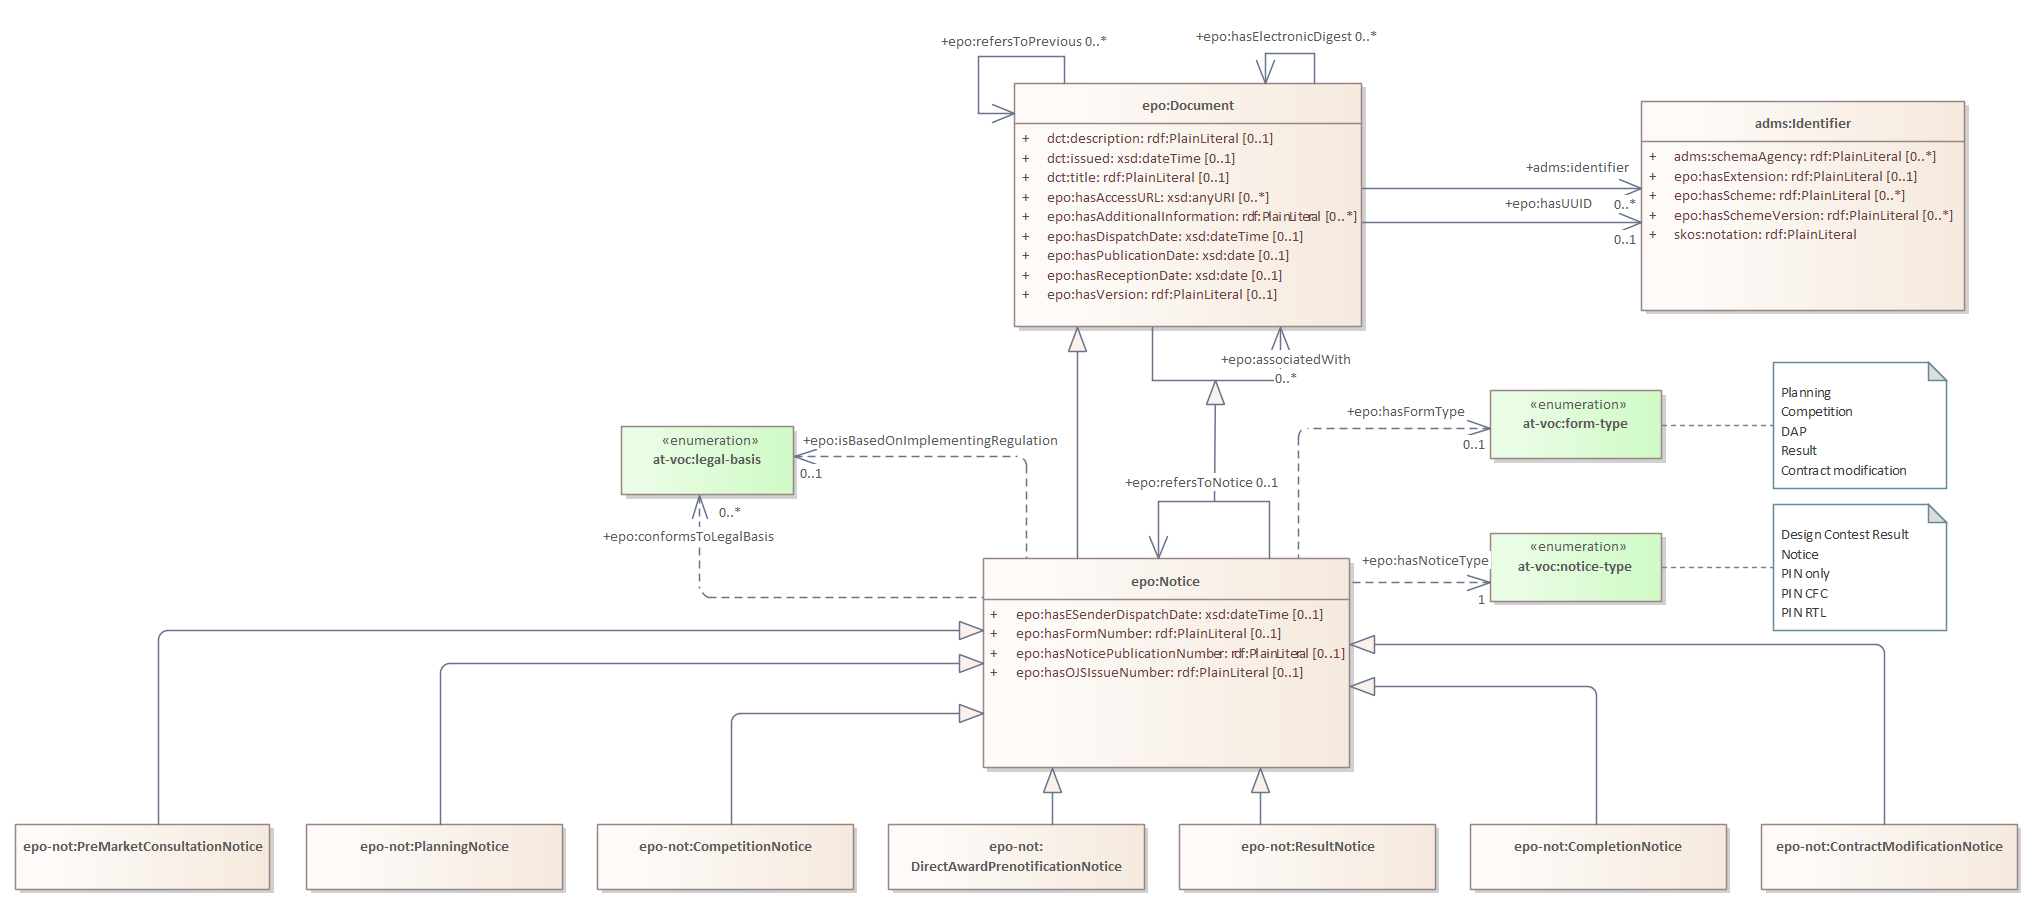 +epo:refersToPrevious 0..*
+epo:hasElectronicDigest 0..*
epo:Document
+ dct:description: rdf:PlainLiteral [0..1]
+ dct:issued: xsd:dateTime [0..1]
+ dct:title: rdf:PlainLiteral [0..1]
+ epo:hasAccessURL: xsd:anyURI [0..*]
+ epo:hasAdditionalInformation: rdf:PlainLiteral [0..*]
+ epo:hasDispatchDate: xsd:dateTime [0..1]
+ epo:hasPublicationDate: xsd:date [0..1]
+ epo:hasReceptionDate: xsd:date [0..1]
+ epo:hasVersion: rdf:PlainLiteral [0..1]
+adms:identifier
0..*
+epo:hasUUID
0..1
adms:Identifier
+ adms:schemaAgency: rdf:PlainLiteral [0..*]
+ epo:hasExtension: rdf:PlainLiteral [0..1]
+ epo:hasScheme: rdf:PlainLiteral [0..*]
+ epo:hasSchemeVersion: rdf:PlainLiteral [0..*]
+ skos:notation: rdf:PlainLiteral
+epo:associatedWith
0..*
+epo:hasFormType
0..1
«enumeration»
at-voc:form-type
Planning
Competition
DAP
Result
Contract modification
«enumeration»
at-voc:legal-basis
+epo:isBasedOnImplementingRegulation
0..1
0..*
+epo:conformsToLegalBasis
+epo:refersToNotice 0..1
+epo:hasNoticeType
1
«enumeration»
at-voc:notice-type
Design Contest Result
Notice
PIN only
PIN CFC
PIN RTL
epo:Notice
+ epo:hasESenderDispatchDate: xsd:dateTime [0..1]
+ epo:hasFormNumber: rdf:PlainLiteral [0..1]
+ epo:hasNoticePublicationNumber: rdf:PlainLiteral [0..1]
+ epo:hasOJSIssueNumber: rdf:PlainLiteral [0..1]
epo-not:PreMarketConsultationNotice
epo-not:PlanningNotice
epo-not:CompetitionNotice
epo-not:
DirectAwardPrenotificationNotice
epo-not:ResultNotice
epo-not:CompletionNotice
epo-not:ContractModificationNotice